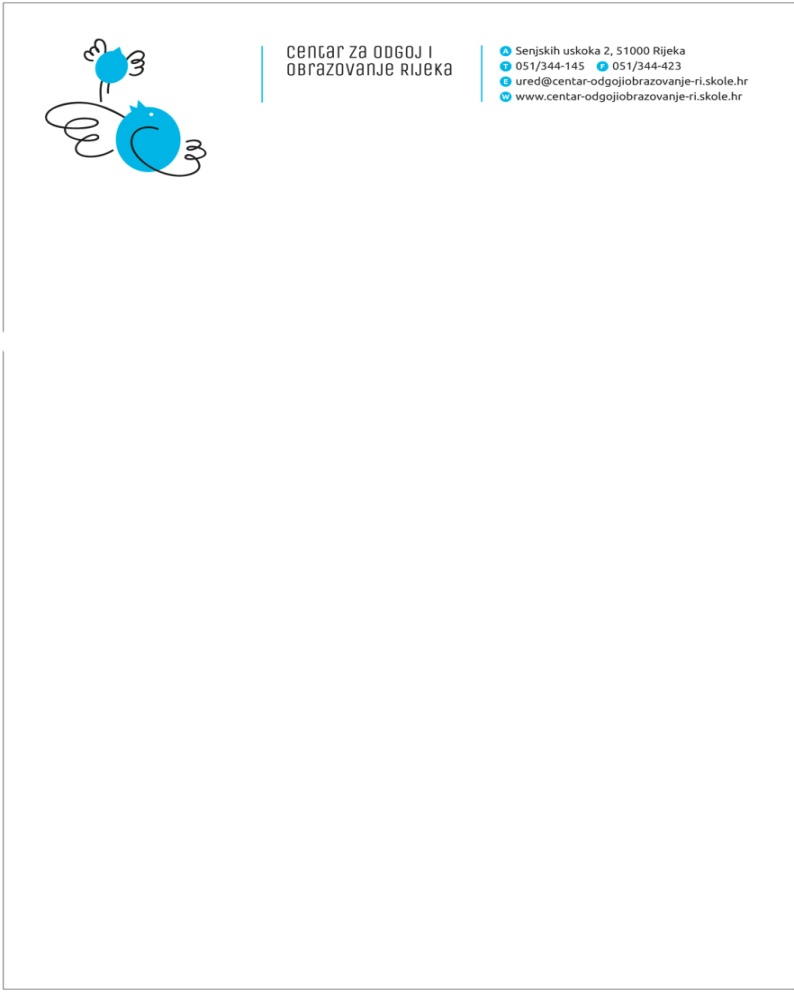 Centar za odgoj i
obrazovanje Rijeka
A Senjskih uskoka 2, 51000 Rijeka
T 051/344-145 F 051/344-423
E ured@centar-odgojiobrazovanje-ri.skole.hr
W www.centar-odgojiobrazovanje-ri.skole.hr